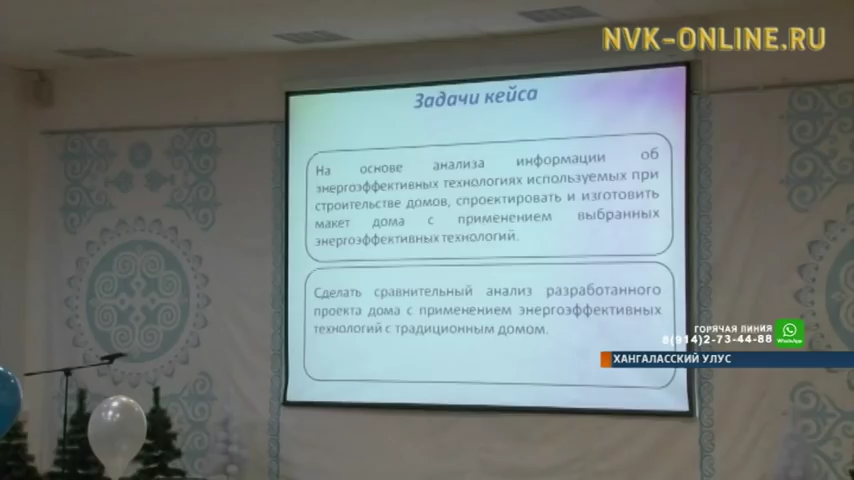 NVK-ONLINE.RU
Задачи кейса
На основе анализа информации об
энергоэффективных технологиях используемых при
строительстве домов, спроектировать и изготовить
макет дома с применением выбранных
энергоэффективных технологий.
Сделать сравнительный анализ разработанного
проекта дома с применением энергоэффективных
технологий с традиционным домом.
ГОРЯЧАЯ ЛИНИЯ
8(914)2-73-44-88
WhatsApp
ХАНГАЛАССКИЙ УЛУС